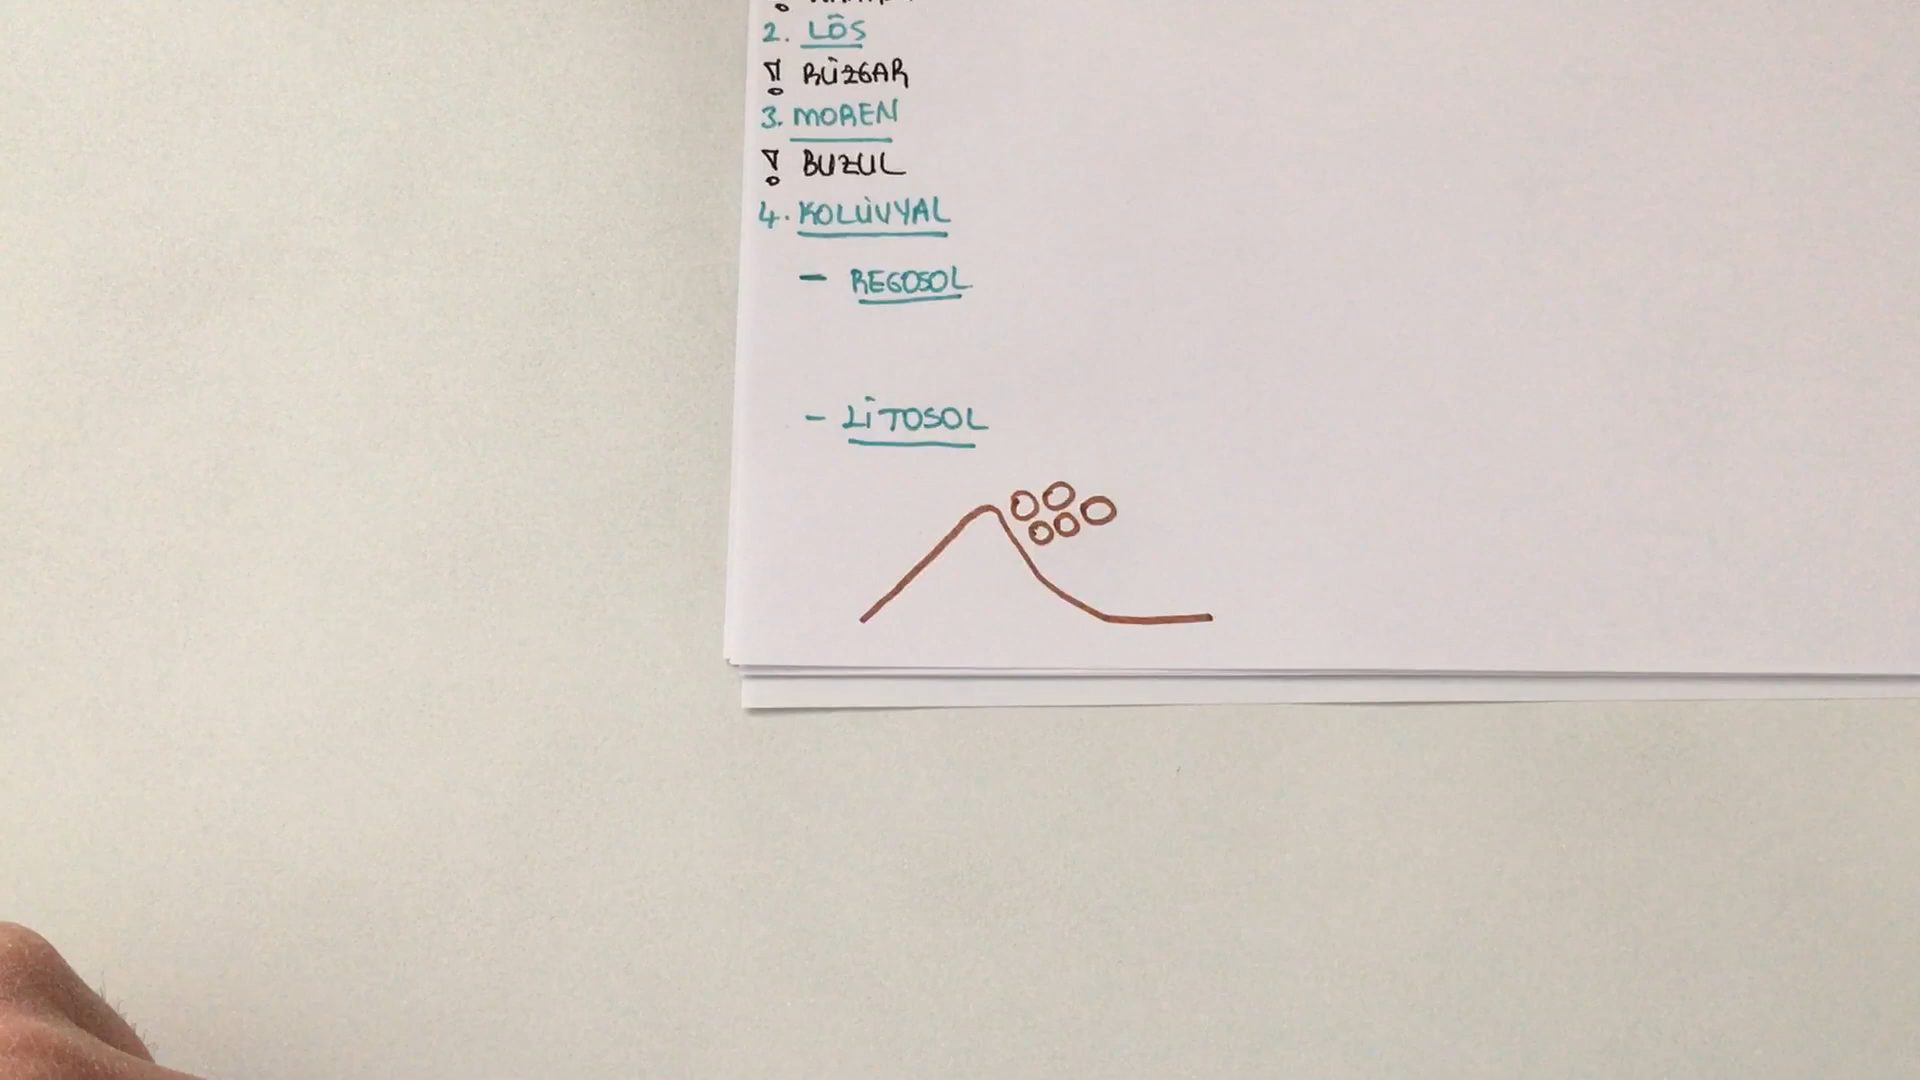 2. LÖS
! RÜZGAR
3. MOREN
! BUZUL
4. KOLÜVYAL
- REGOSOL
- LİTOSOL